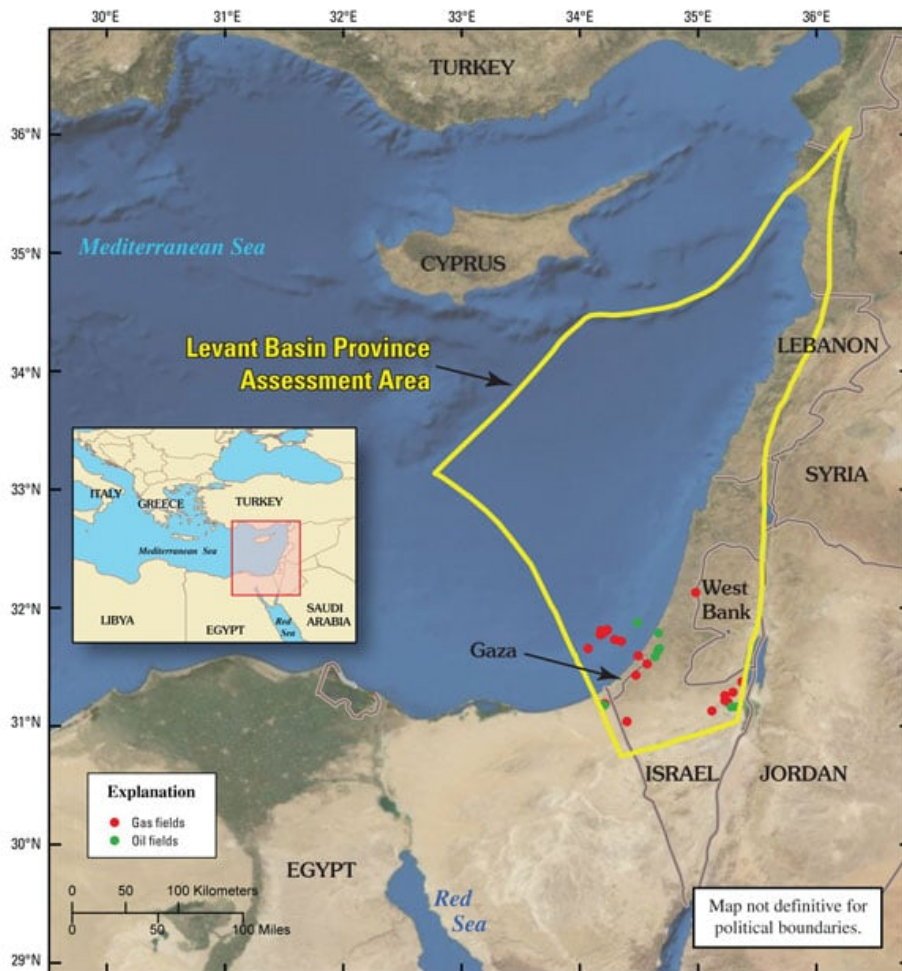 30°E
31°E
32°E
33°E
34°E
35°E
36°E
36°N
35°N
34°N
33°N
32°N
31°N
30°N
29°N
TURKEY
Mediterranean Sea
CYPRUS
Levant Basin Province
Assessment Area
LEBANON
SYRIA
West
Bank
Gaza
ISRAEL
JORDAN
EGYPT
Red
Sea
ITALY
GREECE
TURKEY
Mediterranean Sea
LIBYA
EGYPT
Red
Sea
SAUDI
ARABIA
Explanation
Gas fields
Oil fields
0 50 100 Kilometers
0 50 100 Miles
Map not definitive for
political boundaries.